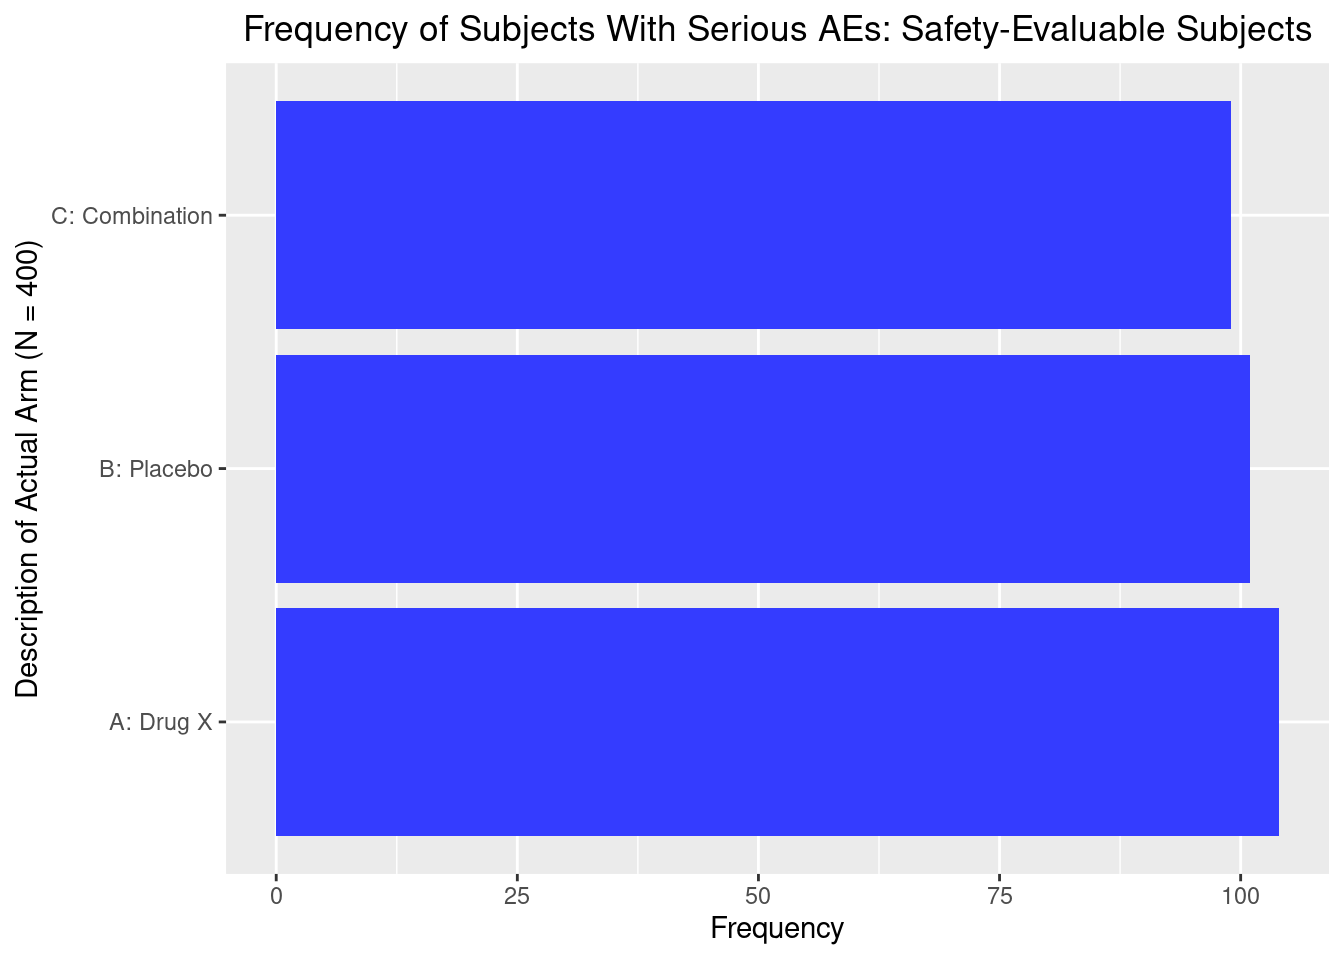 Frequency of Subjects With Serious AEs: Safety-Evaluable Subjects
Description of Actual Arm (N = 400)
C: Combination
B: Placebo
A: Drug X
0 25 50 75 100
Frequency